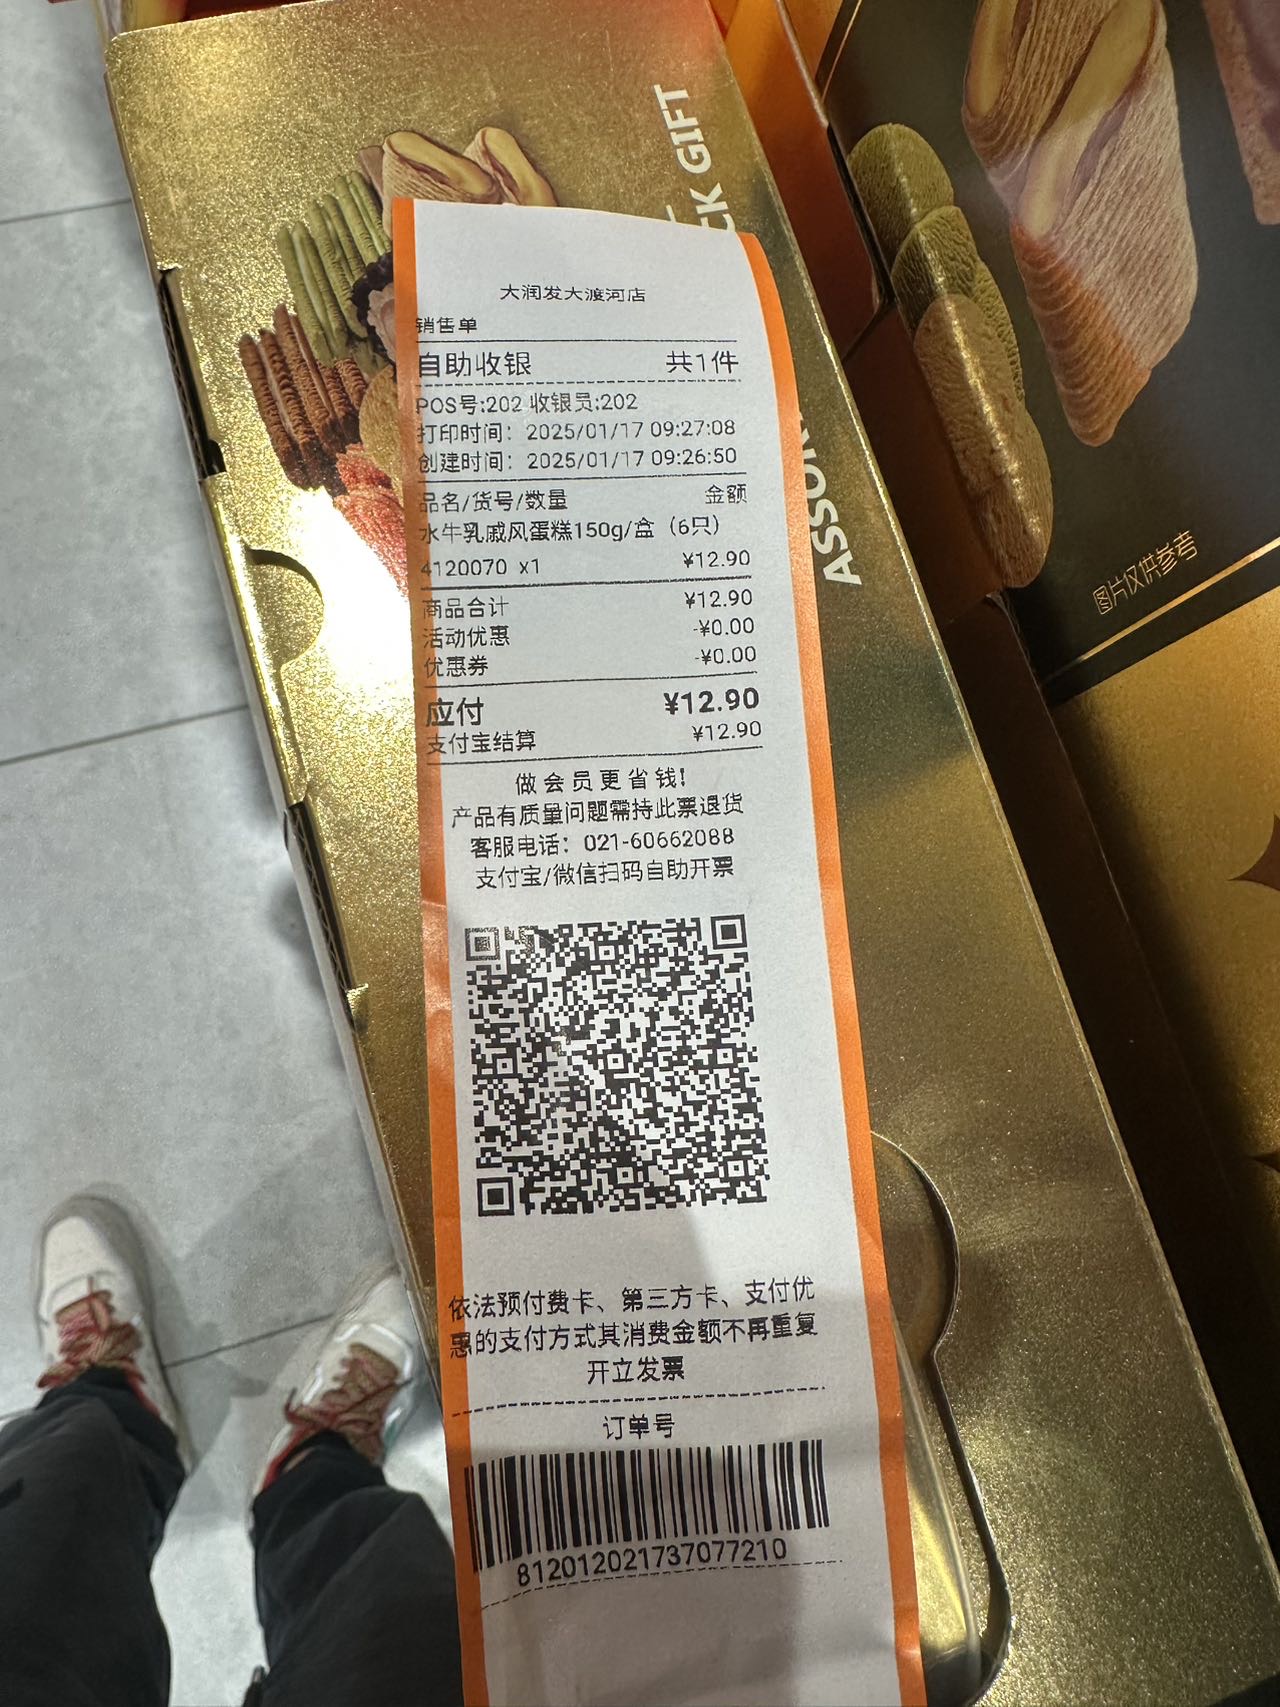 大润发大渡河店
销售单
自助收银 共1件
POS号:202 收银员:202
打印时间: 2025/01/17 09:27:08
创建时间: 2025/01/17 09:26:50
品名/货号/数量 金额
水牛乳戚风蛋糕150g/盒（6只）
4120070 x1 ¥12.90
商品合计 ¥12.90
活动优惠 -¥0.00
优惠券 -¥0.00
应付 ¥12.90
支付宝结算 ¥12.90
做会员更省钱!
产品有质量问题需持此票退货
客服电话: 021-60662088
支付宝/微信扫码自助开票
依法预付费卡、第三方卡、支付优
惠的支付方式其消费金额不再重复
开立发票
订单号
812012021737077210
GIFT
图片仅供参考